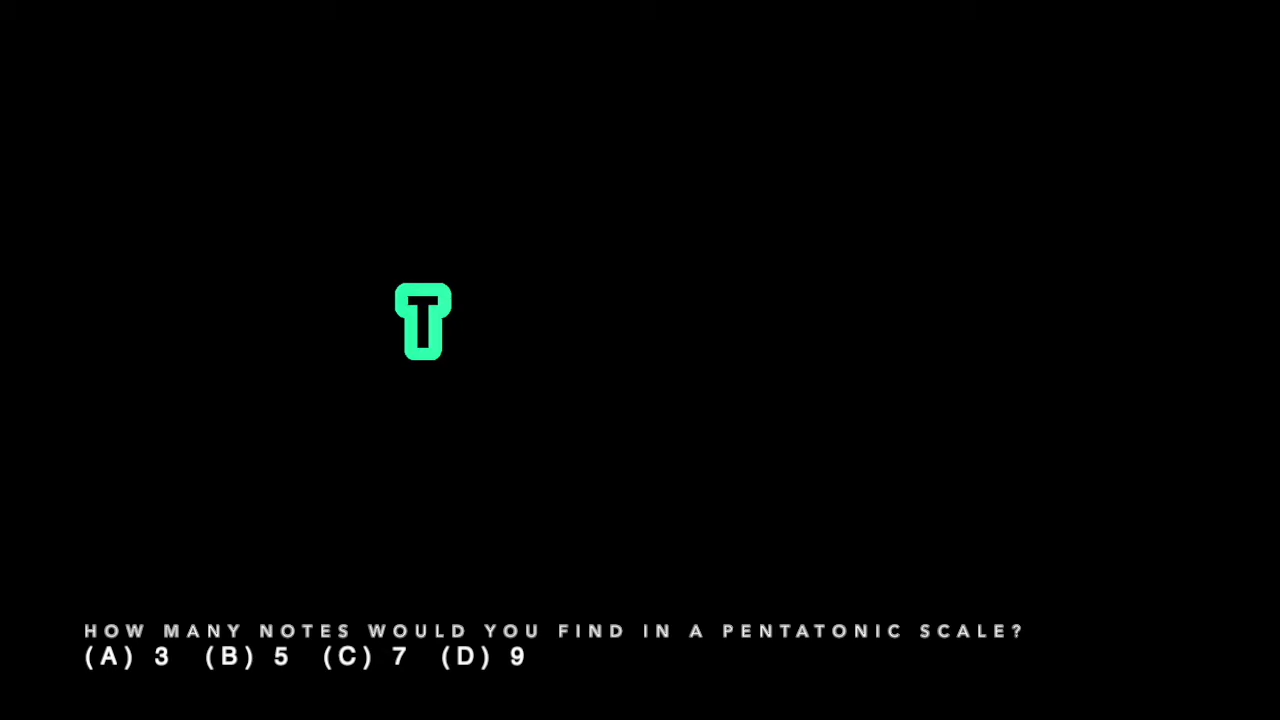 T
HOW MANY NOTES WOULD YOU FIND IN A PENTATONIC SCALE?
(A) 3 (B) 5 (C) 7 (D) 9